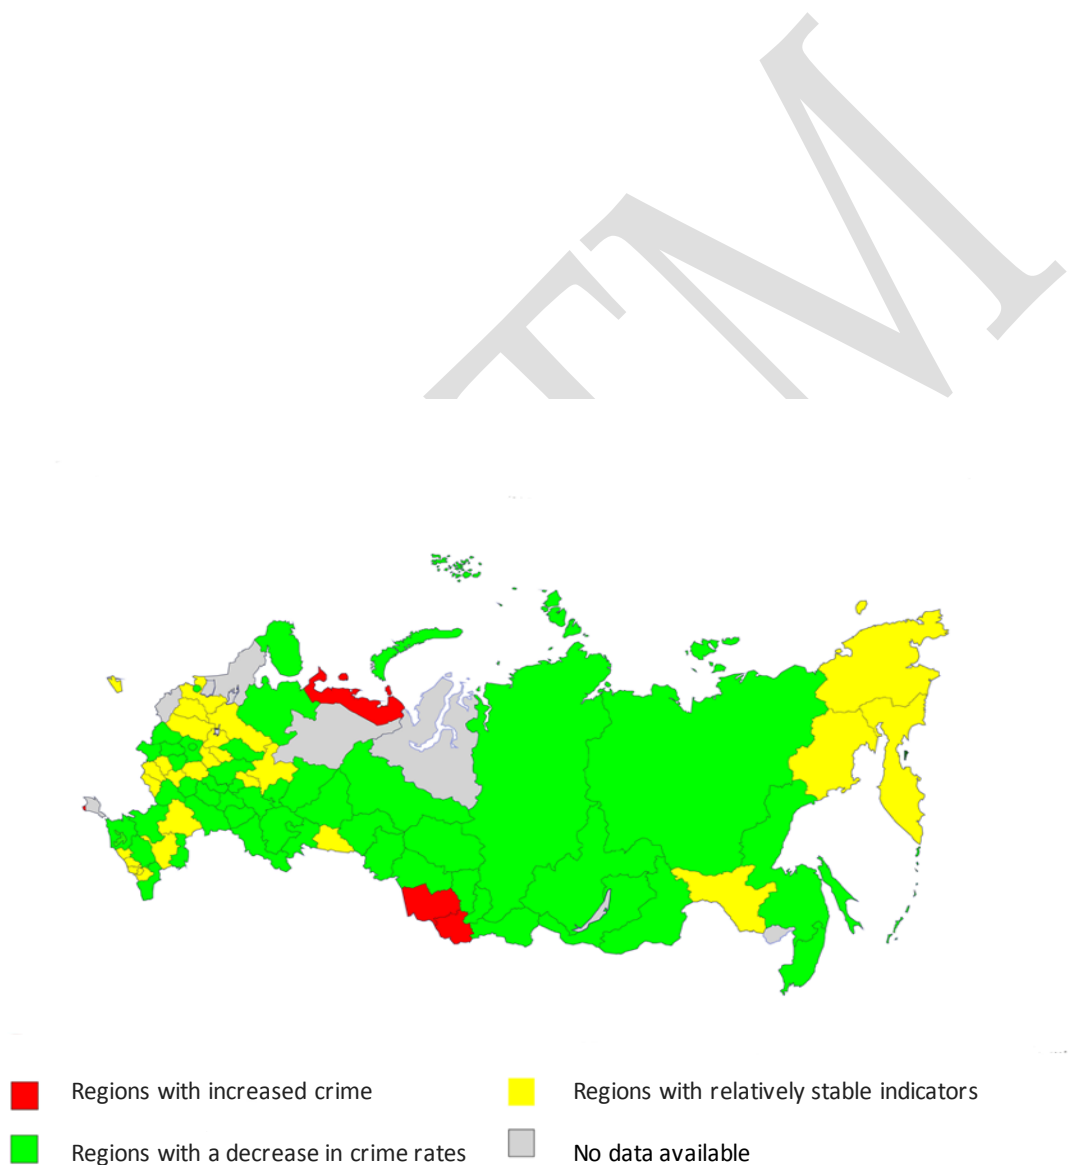 TM
Regions with increased crime
Regions with relatively stable indicators
Regions with a decrease in crime rates
No data available